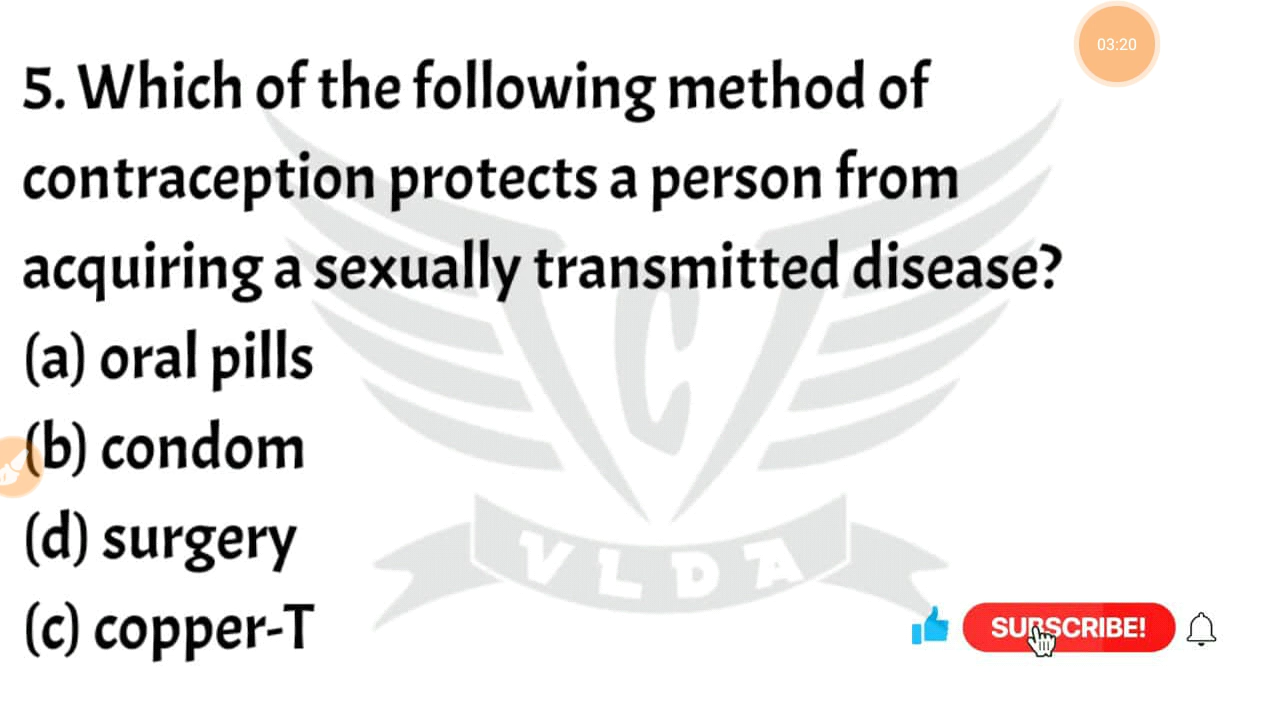 03:20
5. Which of the following method of
contraception protects a person from
acquiring a sexually transmitted disease?
(a) oral pills
(b) condom
(d) surgery
(c) copper-T
VC
VLDA
SUBSCRIBE!